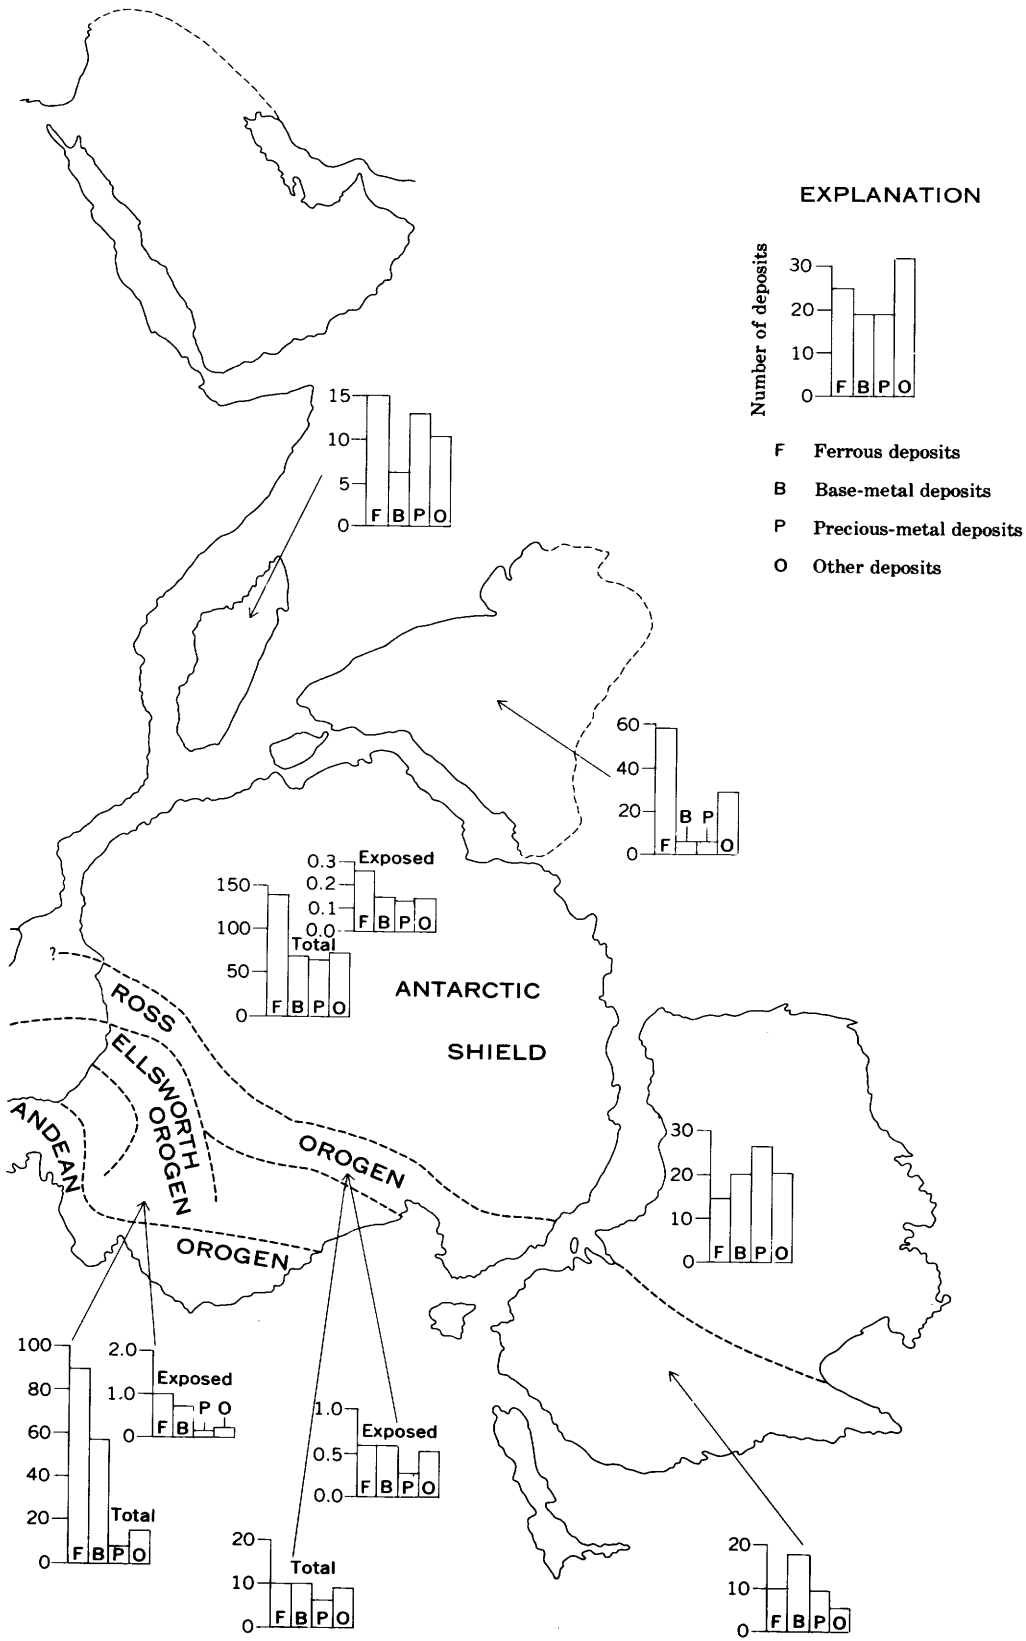 EXPLANATION
Number of deposits
30
20
10
0
F B P O
F Ferrous deposits
B Base-metal deposits
P Precious-metal deposits
O Other deposits
15
10
5
0
F B P O
60
40
20
0
B P
F O
0.3
0.2
0.1
0.0
Exposed
F B P O
150
100
50
0
Total
F B P O
ANTARCTIC
SHIELD
?
ROSS
OROGEN
ELLSWORTH
OROGEN
ANDEAN
OROGEN
30
20
10
0
F B P O
100
80
60
40
20
0
Total
F B P O
2.0
1.0
0
Exposed
P O
F B
1.0
0.5
0.0
Exposed
F B P O
20
10
0
Total
F B P O
20
10
0
F B P O